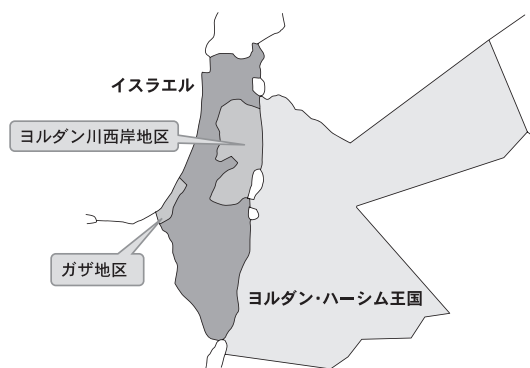 イスラエル
ヨルダン川西岸地区
ガザ地区
ヨルダン・ハーシム王国